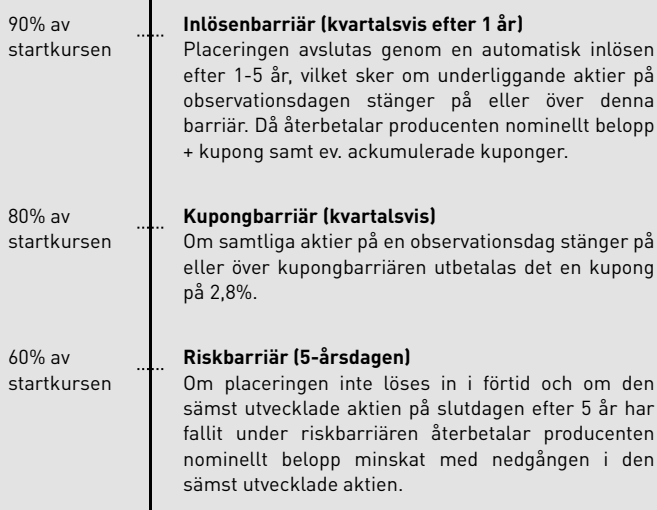 90% av
startkursen
Inlösenbarriär (kvartalsvis efter 1 år)
Placeringen avslutas genom en automatisk inlösen
efter 1-5 år, vilket sker om underliggande aktier på
observationsdagen stänger på eller över denna
barriär. Då återbetalar producenten nominellt belopp
+ kupong samt ev. ackumulerade kuponger.
80% av
startkursen
Kupongbarriär (kvartalsvis)
Om samtliga aktier på en observationsdag stänger på
eller över kupongbarriären utbetalas det en kupong
på 2,8%.
60% av
startkursen
Riskbarriär (5-årsdagen)
Om placeringen inte löses in i förtid och om den
sämst utvecklade aktien på slutdagen efter 5 år har
fallit under riskbarriären återbetalar producenten
nominellt belopp minskat med nedgången i den
sämst utvecklade aktien.